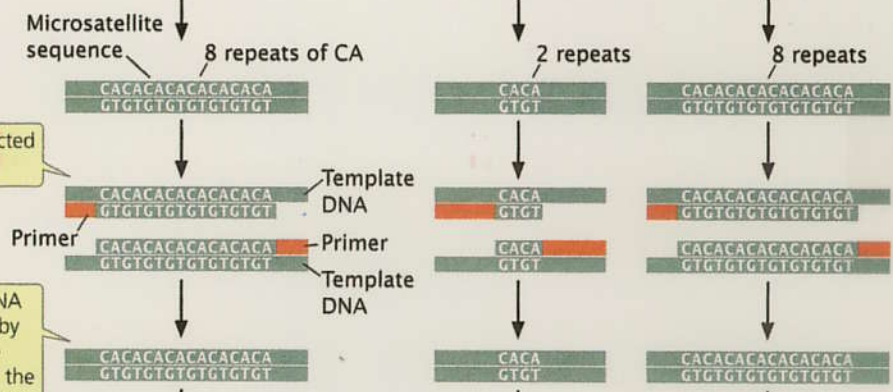 Microsatellite
sequence
8 repeats of CA
CACACACACACACACA
GTGTGTGTGTGTGTGT
2 repeats
CACA
GTGT
8 repeats
CACACACACACACACA
GTGTGTGTGTGTGTGT
cted
CACACACACACACACA
GTGTGTGTGTGTGTGT
Template
DNA
Primer
CACACACACACACACA
GTGTGTGTGTGTGTGT
Primer
Template
DNA
CACA
GTGT
CACA
GTGT
CACACACACACACACA
GTGTGTGTGTGTGTGT
CACACACACACACACA
GTGTGTGTGTGTGTGT
NA
by
the
CACACACACACACACA
GTGTGTGTGTGTGTGT
CACA
GTGT
CACACACACACACACA
GTGTGTGTGTGTGTGT